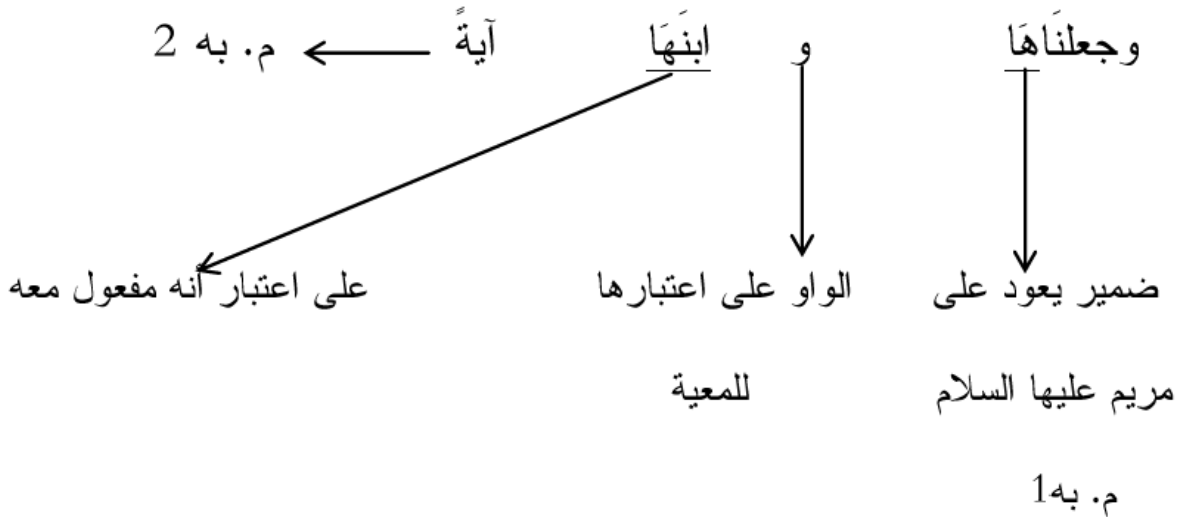 وجعلنَاهَا و ابنَهَا آيةً م. به 2
ضمير يعود على الواو على اعتبارها على اعتبار أنه مفعول معه
مريم عليها السلام للمعية
م. به1